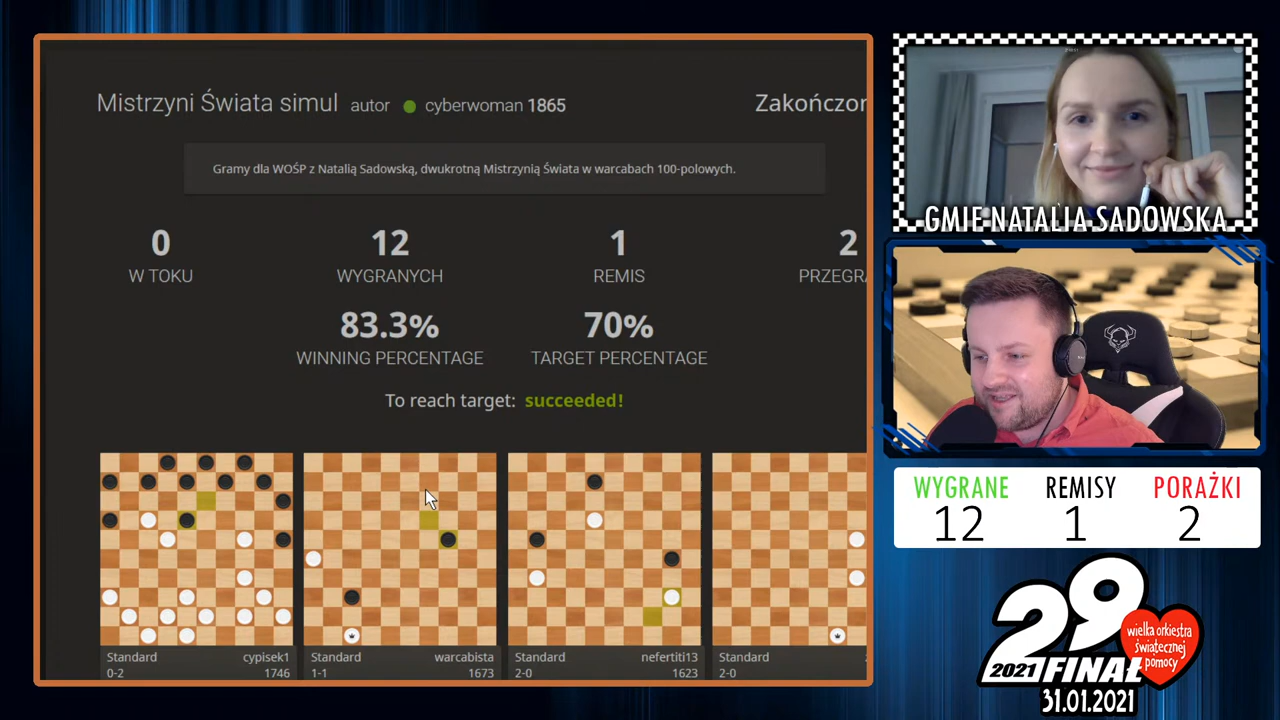 Mistrzyni Świata simul autor cyberwoman 1865
Zakończon
Gramy dla WOŚP z Natalią Sadowską, dwukrotną Mistrzynią Świata w warcabach 100-polowych.
0
W TOKU
12
WYGRANYCH
1
REMIS
2
PRZEGRA
83.3%
WINNING PERCENTAGE
70%
TARGET PERCENTAGE
To reach target: succeeded!
Standard cypisek1
0-2 1746
Standard warcabista
1-1 1673
Standard nefertiti13
2-0 1623
Standard
2-0
GMIE NATALIA SADOWSKA
WYGRANE REMISY PORAŻKI
12 1 2
29
2021 FINAŁ
wielka orkiestra
świątecznej
pomocy
31.01.2021